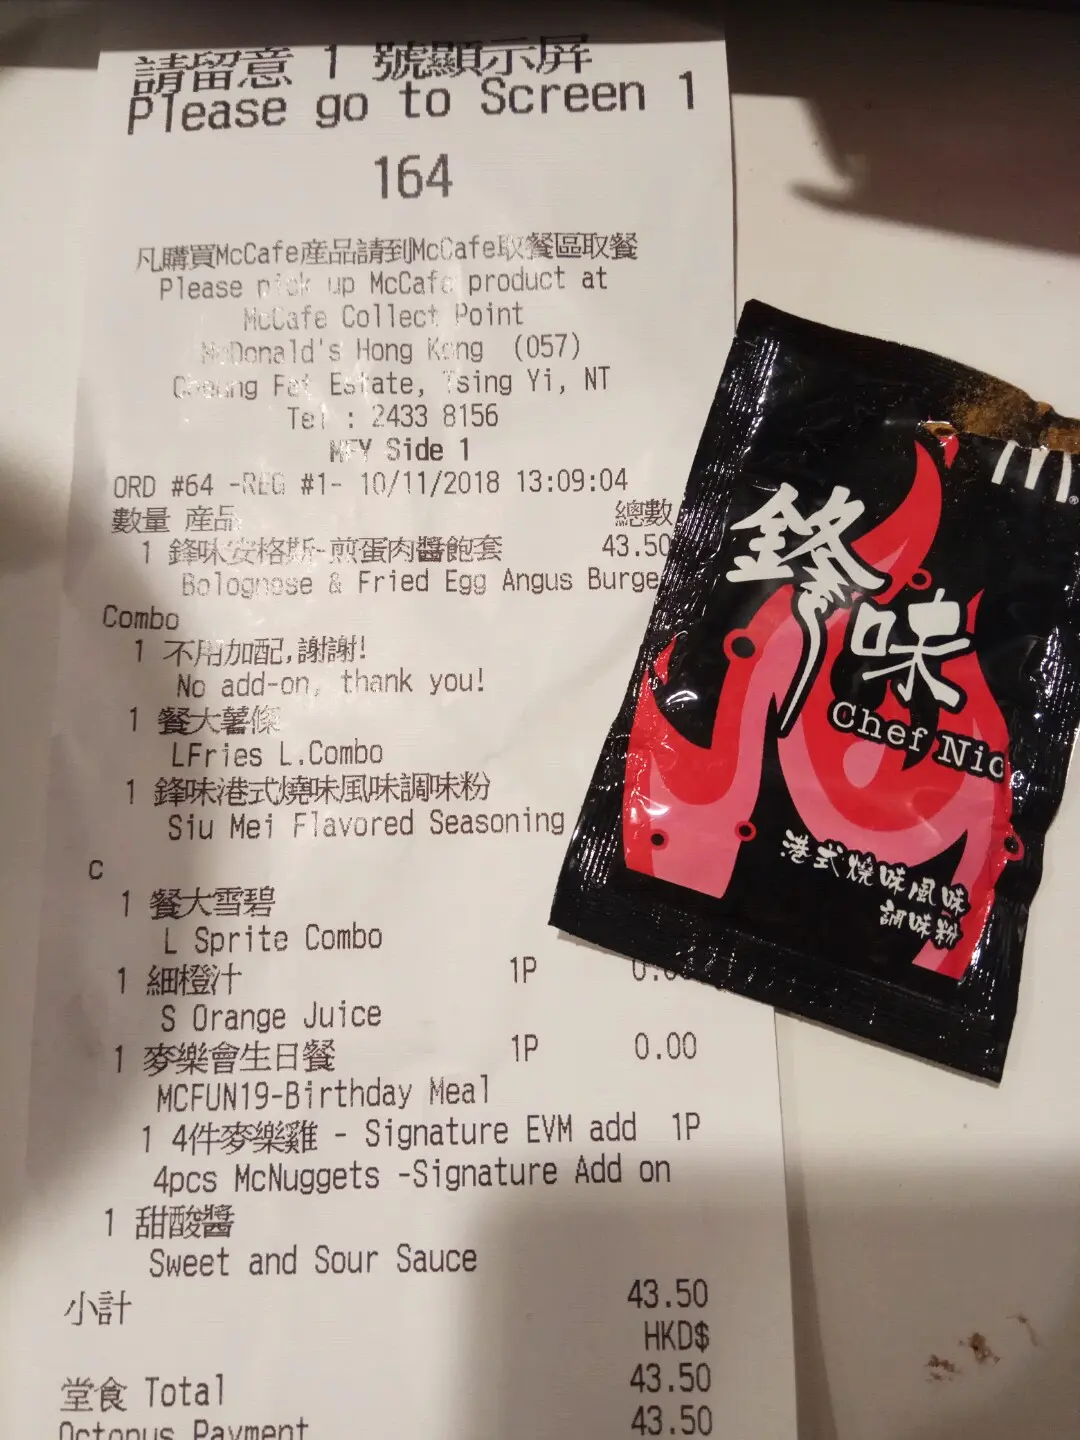 請留意 1 號顯示屏
Please go to Screen 1
164
凡購買McCafe産品請到McCafe取餐區取餐
Please pick up McCafe product at
McCafe Collect Point
McDonald's Hong Kong (057)
Cheung Fat Estate, Tsing Yi, NT
Tel : 2433 8156
MFY Side 1
ORD #64 -REG #1- 10/11/2018 13:09:04
數量 産品 總數
1 鋒味安格斯-煎蛋肉醬飽套 43.50
Bolognese & Fried Egg Angus Burge
Combo
1 不用加配,謝謝!
No add-on, thank you!
1 餐大薯條
LFries L.Combo
1 鋒味港式燒味風味調味粉
Siu Mei Flavored Seasoning
C
1 餐大雪碧
L Sprite Combo
1 細橙汁 1P
S Orange Juice
1 麥樂會生日餐 1P 0.00
MCFUN19-Birthday Meal
1 4件麥樂雞 - Signature EVM add 1P
4pcs McNuggets -Signature Add on
1 甜酸醬
Sweet and Sour Sauce
小計 43.50
HKD$
堂食 Total 43.50
Octopus Payment 43.50
鋒味
Chef Nic
港式燒味風味
調味粉